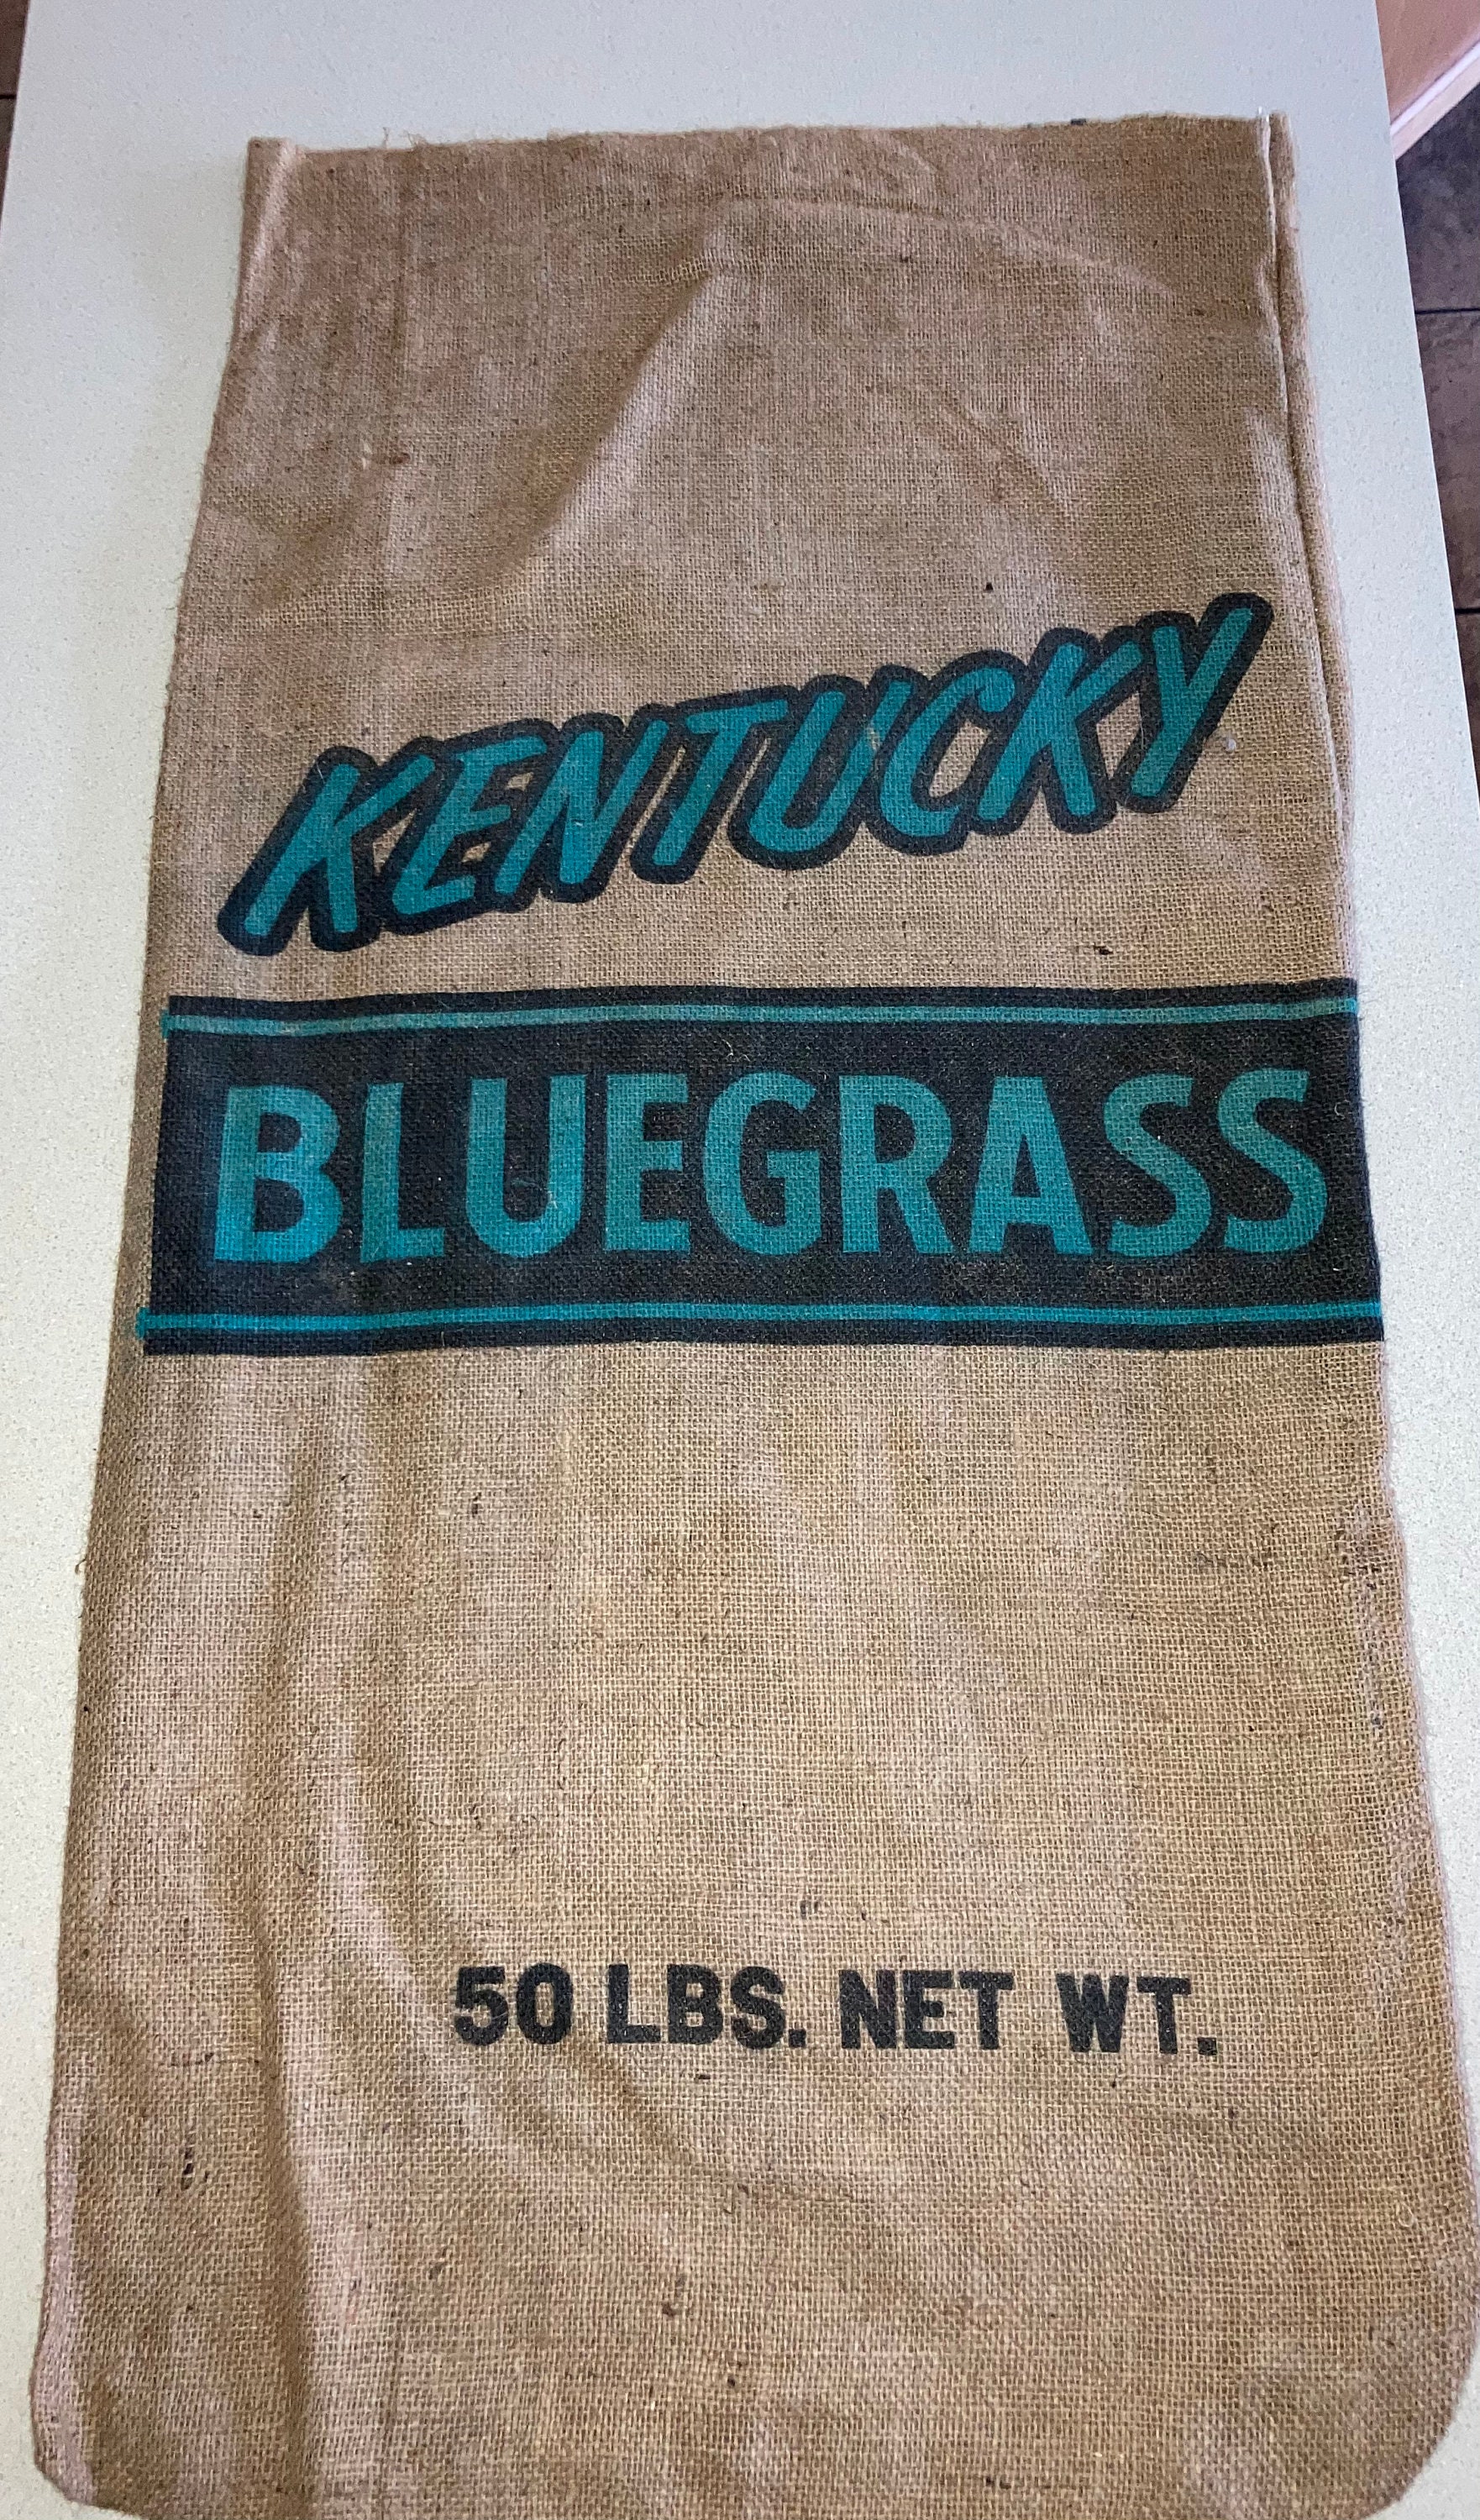 KENTUCKY
BLUEGRASS
50 LBS. NET WT.